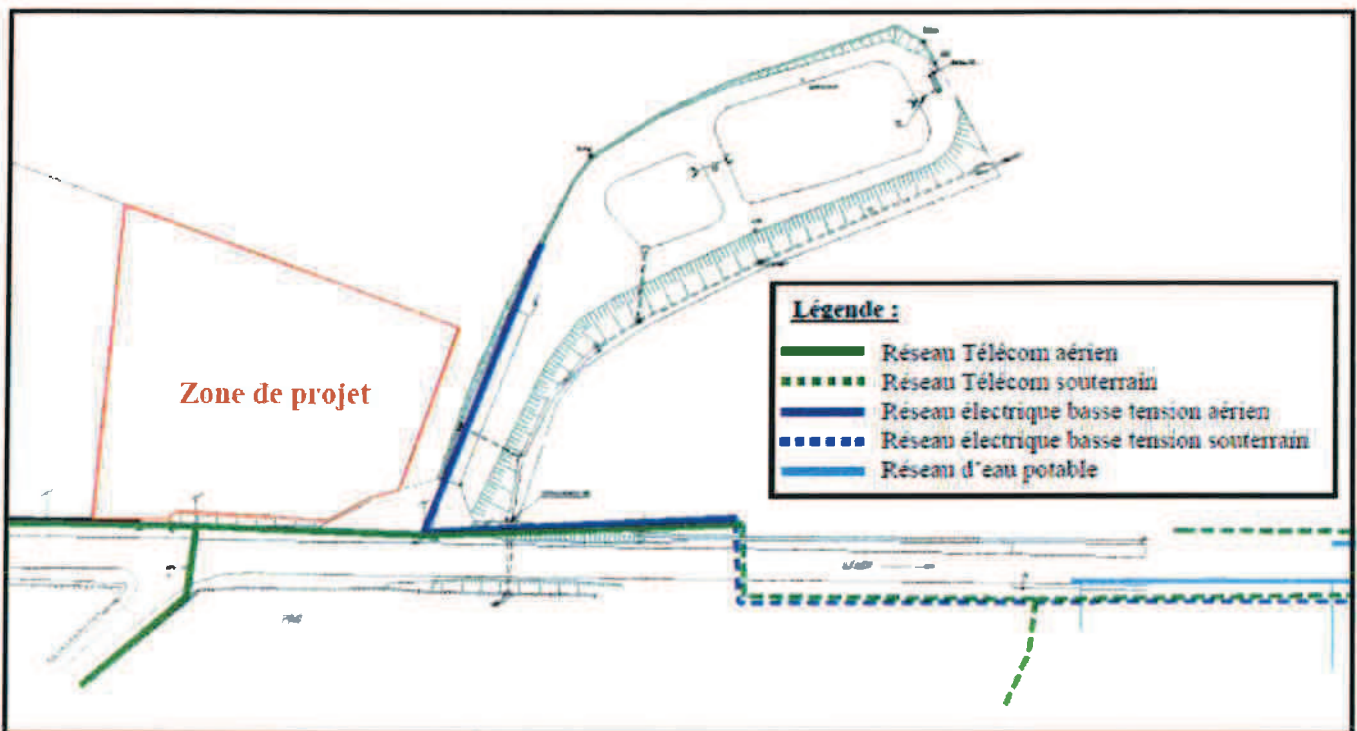 Zone de projet
Légende :
Réseau Télécom aérien
Réseau Télécom souterrain
Réseau électrique basse tension aérien
Réseau électrique basse tension souterrain
Réseau d'eau potable